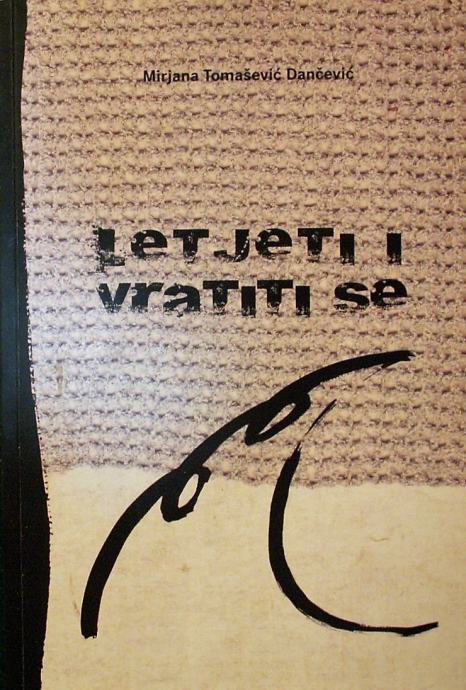 Mirjana Tomašević Dančević
Letjeti i
vratiti se